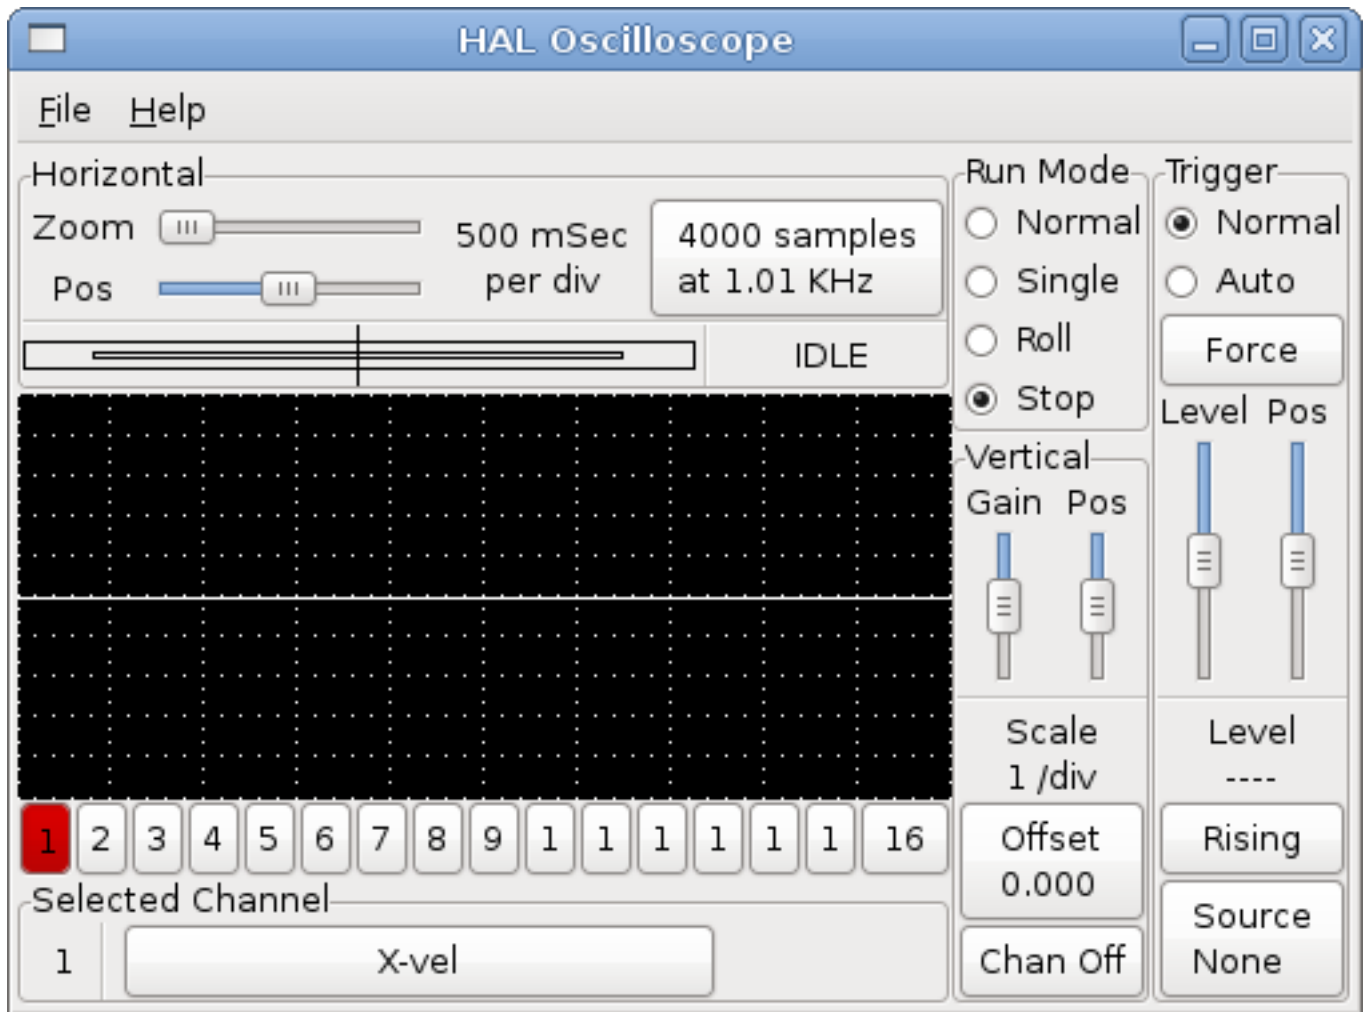 HAL Oscilloscope
File Help
Horizontal
Zoom
Pos
500 mSec
per div
4000 samples
at 1.01 KHz
IDLE
Run Mode
Normal
Single
Roll
Stop
Trigger
Normal
Auto
Force
Level Pos
Vertical
Gain Pos
Scale
1 /div
Offset
0.000
Chan Off
Level
----
Rising
Source
None
1 2 3 4 5 6 7 8 9 1 1 1 1 1 1 16
Selected Channel
1 X-vel